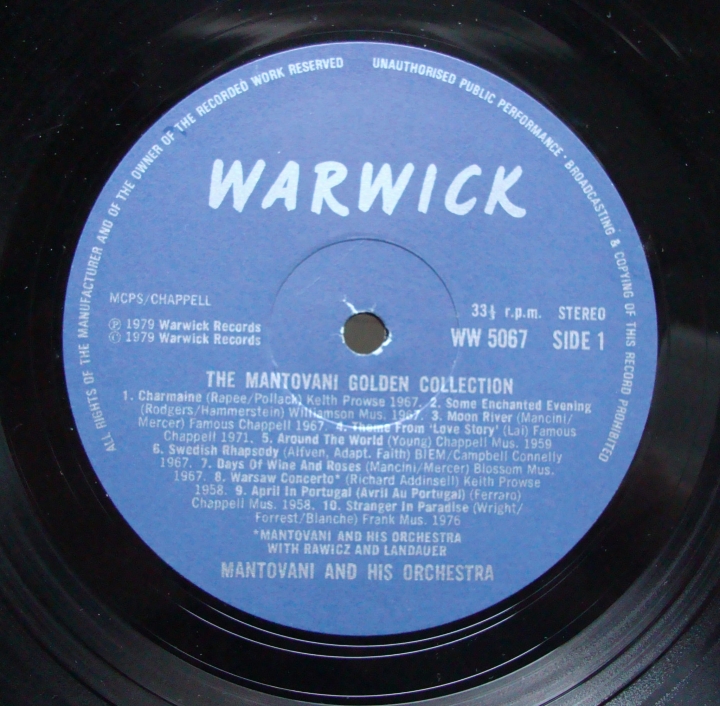 ALL RIGHTS OF THE MANUFACTURER AND OF THE OWNER OF THE RECORDED WORK RESERVED
UNAUTHORISED PUBLIC PERFORMANCE · BROADCASTING & COPYING OF THIS RECORD PROHIBITED
WARWICK
MCPS/CHAPPELL
℗ 1979 Warwick Records
© 1979 Warwick Records
33⅓ r.p.m. STEREO
WW 5067 SIDE 1
THE MANTOVANI GOLDEN COLLECTION
1. Charmaine (Rapee/Pollack) Keith Prowse 1967. 2. Some Enchanted Evening
(Rodgers/Hammerstein) Williamson Mus. 1967. 3. Moon River (Mancini/
Mercer) Famous Chappell 1967. 4. Theme From 'Love Story' (Lai) Famous
Chappell 1971. 5. Around The World (Young) Chappell Mus. 1959
6. Swedish Rhapsody (Alfven, Adapt. Faith) BIEM/Campbell Connelly
1967. 7. Days Of Wine And Roses (Mancini/Mercer) Blossom Mus.
1967. 8. Warsaw Concerto* (Richard Addinsell) Keith Prowse
1958. 9. April In Portugal (Avril Au Portugal) (Ferraro)
Chappell Mus. 1958. 10. Stranger In Paradise (Wright/
Forrest/Blanche) Frank Mus. 1976
*MANTOVANI AND HIS ORCHESTRA
WITH RAWICZ AND LANDAUER
MANTOVANI AND HIS ORCHESTRA